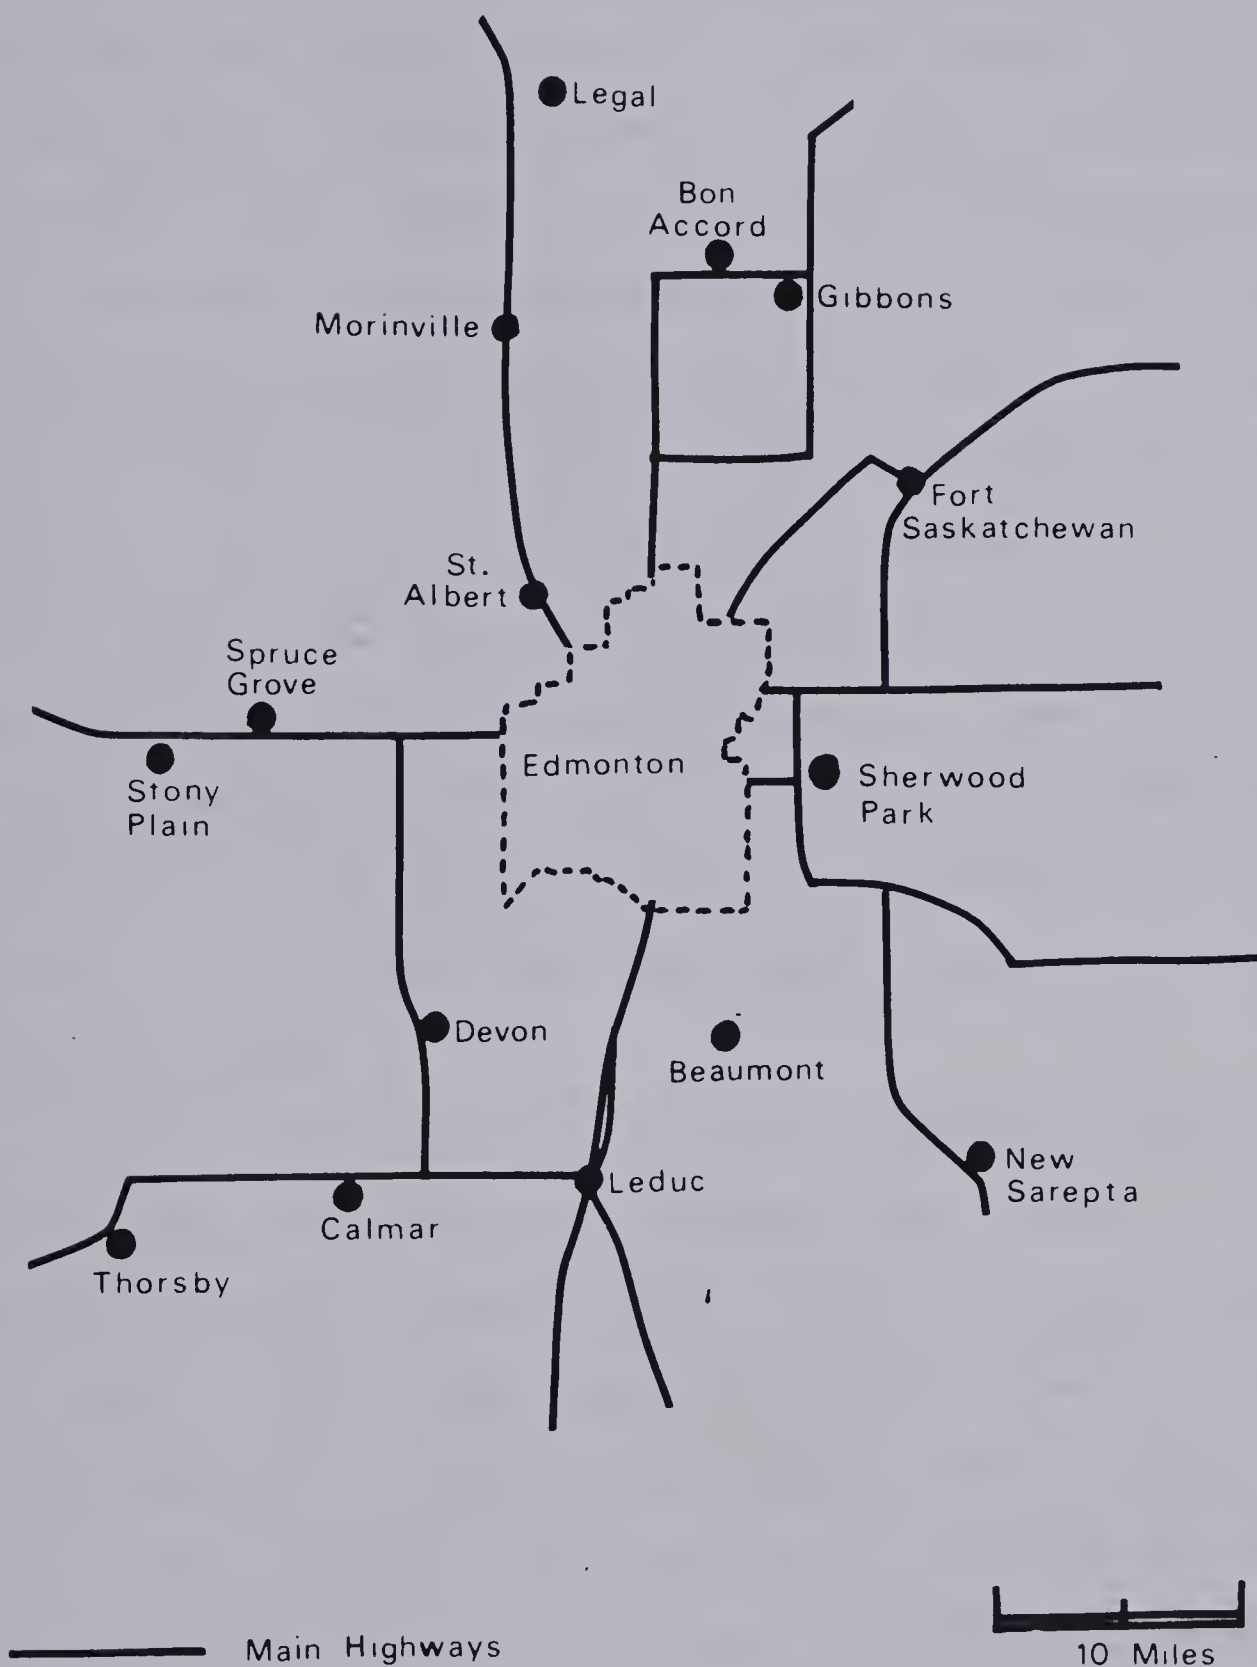 Legal
Bon
Accord
Gibbons
Morinville
Fort
Saskatchewan
St.
Albert
Spruce
Grove
Edmonton
Stony
Plain
Sherwood
Park
Devon
Beaumont
New
Sarepta
Leduc
Calmar
Thorsby
Main Highways
10 Miles